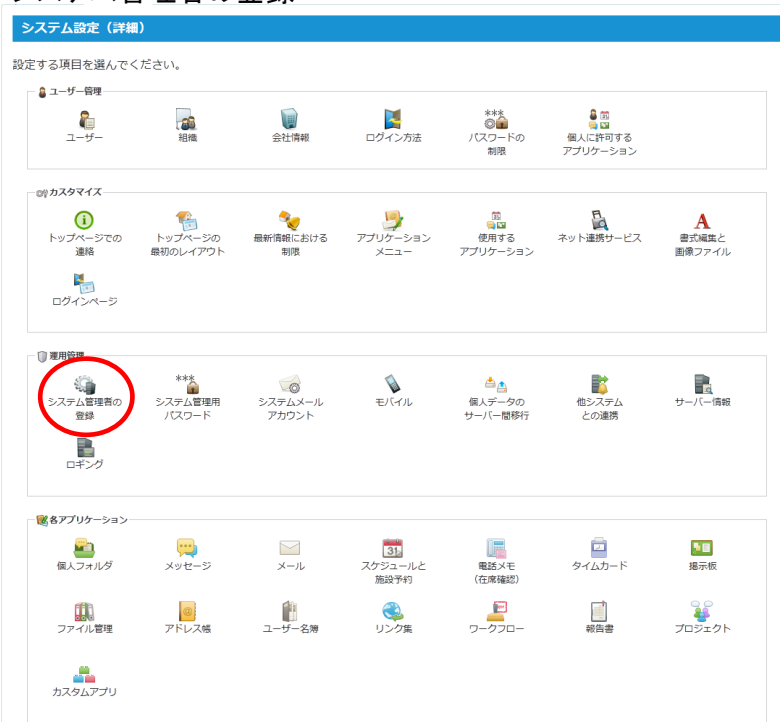 システム管理者の登録
システム設定（詳細）
設定する項目を選んでください。
ユーザー管理
ユーザー
組織
会社情報
ログイン方法
パスワードの
制限
個人に許可する
アプリケーション
カスタマイズ
トップページでの
連絡
トップページの
最初のレイアウト
最新情報における
制限
アプリケーション
メニュー
使用する
アプリケーション
ネット連携サービス
書式編集と
画像ファイル
ログインページ
運用管理
システム管理者の
登録
システム管理用
パスワード
システムメール
アカウント
モバイル
個人データの
サーバー間移行
他システム
との連携
サーバー情報
ロギング
各アプリケーション
個人フォルダ
メッセージ
メール
スケジュールと
施設予約
電話メモ
（在席確認）
タイムカード
掲示板
ファイル管理
アドレス帳
ユーザー名簿
リンク集
ワークフロー
報告書
プロジェクト
カスタムアプリ